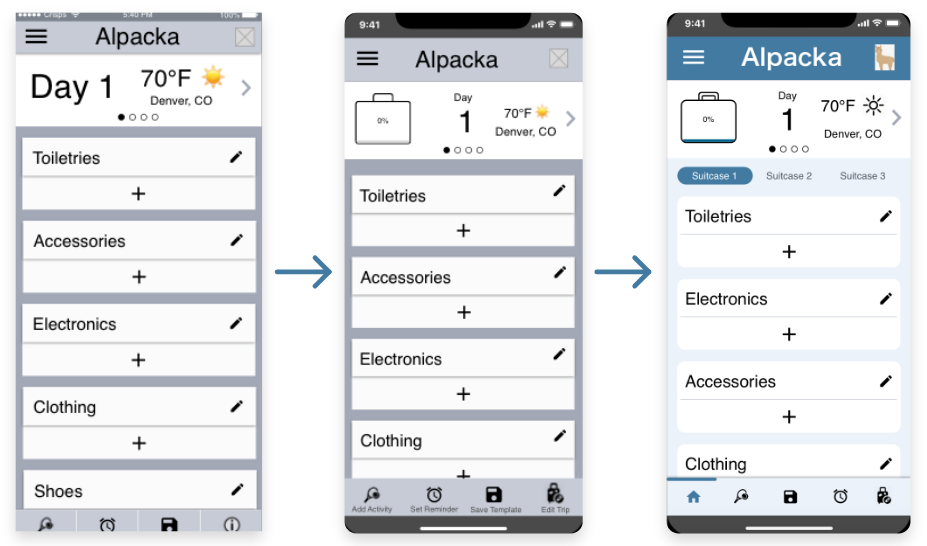 ●●●●● Crisps 5:40 PM 100%
Alpacka
Day 1
70°F
Denver, CO
Toiletries
+
Accessories
+
Electronics
+
Clothing
+
Shoes
9:41
Alpacka
0%
Day
1
70°F
Denver, CO
Toiletries
+
Accessories
+
Electronics
+
Clothing
+
Add Activity Set Reminder Save Template Edit Trip
9:41
Alpacka
0%
Day
1
70°F
Denver, CO
Suitcase 1 Suitcase 2 Suitcase 3
Toiletries
+
Electronics
+
Accessories
+
Clothing